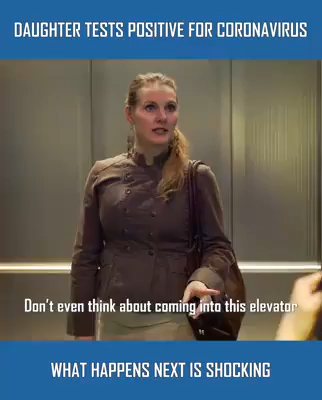 DAUGHTER TESTS POSITIVE FOR CORONAVIRUS
Don't even think about coming into this elevator
WHAT HAPPENS NEXT IS SHOCKING